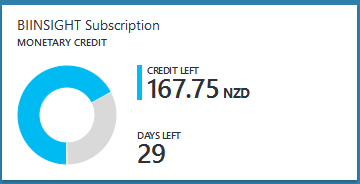 BIINSIGHT Subscription
MONETARY CREDIT
CREDIT LEFT
167.75 NZD
DAYS LEFT
29